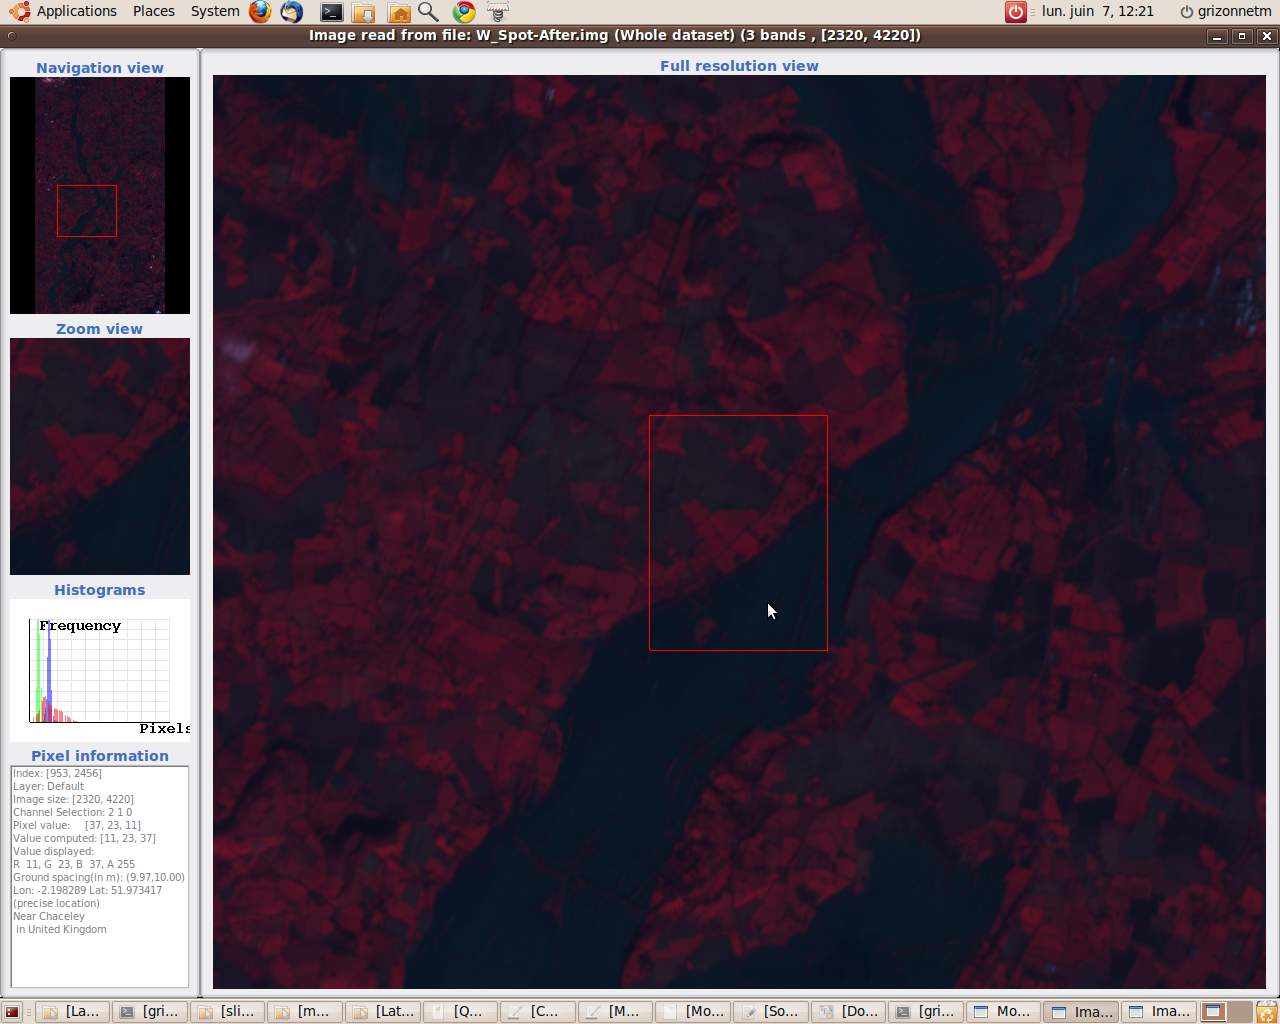 Applications Places System lun. juin 7, 12:21 grizonnetm
Image read from file: W_Spot-After.img (Whole dataset) (3 bands , [2320, 4220])
Navigation view
Full resolution view
Zoom view
Histograms
Frequency
Pixels
Pixel information
Index: [953, 2456]
Layer: Default
Image size: [2320, 4220]
Channel Selection: 2 1 0
Pixel value: [37, 23, 11]
Value computed: [11, 23, 37]
Value displayed:
R 11, G 23, B 37, A 255
Ground spacing(in m): (9.97,10.00)
Lon: -2.198289 Lat: 51.973417
(precise location)
Near Chaceley
in United Kingdom
[La... [gri... [sli... [m... [Lat... [Q... [C... [M... [Mo... [So... [Do... [gri... Mo... Ima... Ima...